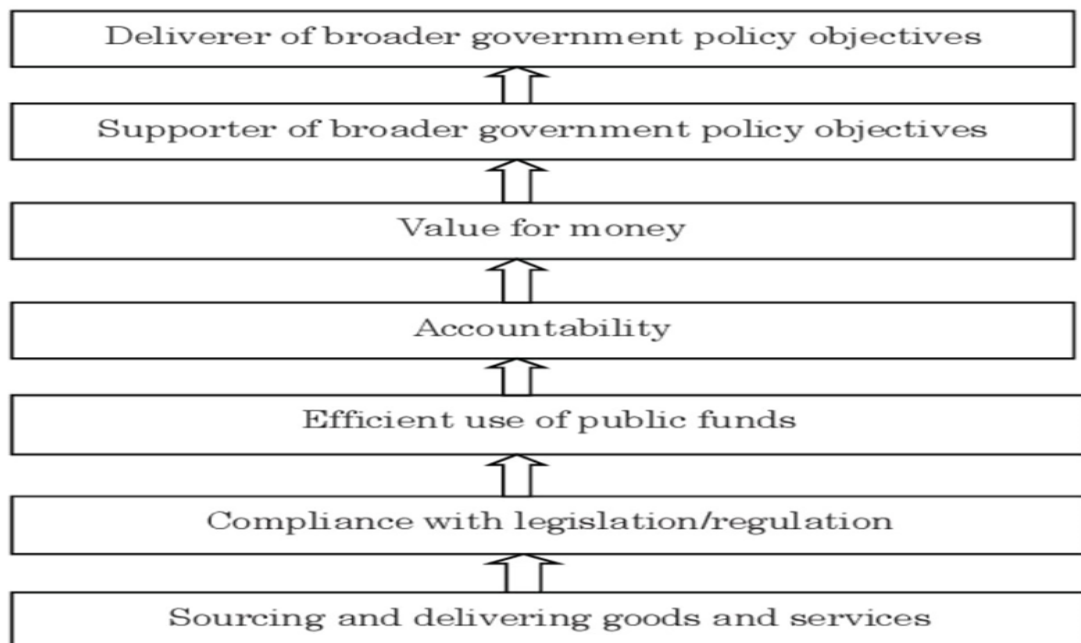 Deliverer of broader government policy objectives
Supporter of broader government policy objectives
Value for money
Accountability
Efficient use of public funds
Compliance with legislation/regulation
Sourcing and delivering goods and services